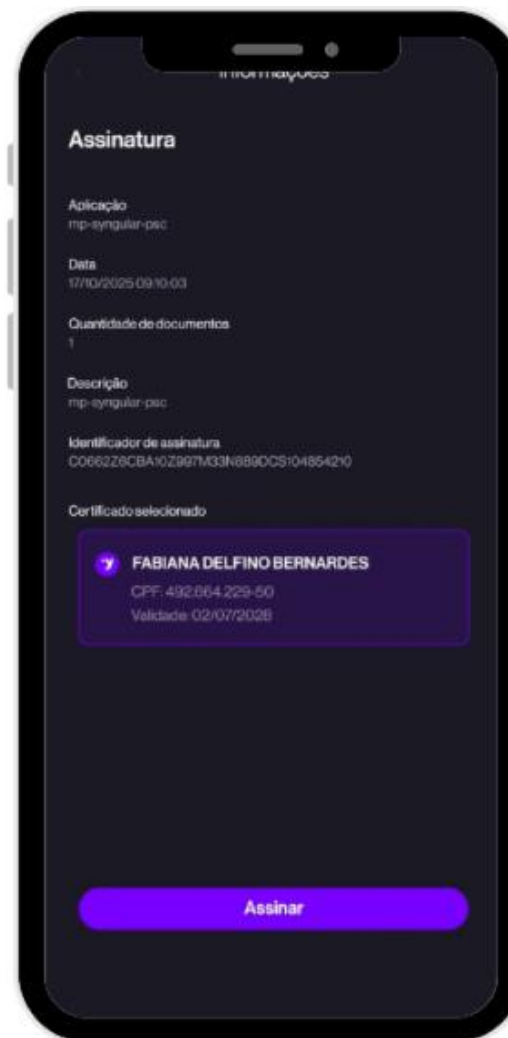 Informações
Assinatura
Aplicação
mp-syngular-psc
Data
17/10/2025 09:10:03
Quantidade de documentos
1
Descrição
mp-syngular-psc
Identificador de assinatura
C0662Z6CBA10Z997M33N889DCS104854210
Certificado selecionado
FABIANA DELFINO BERNARDES
CPF: 492.664.229-50
Validade: 02/07/2026
Assinar